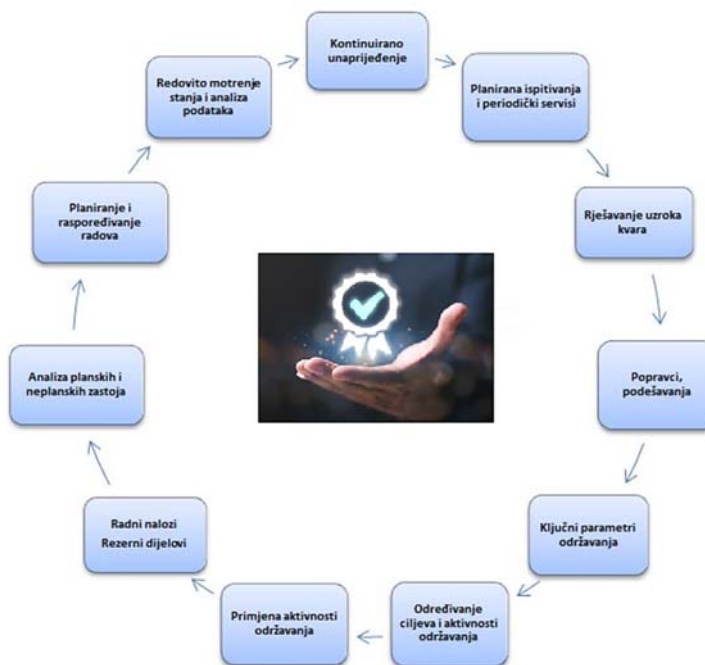 Kontinuirano
unaprijeđenje
Planirana ispitivanja
i periodički servisi
Rješavanje uzroka
kvara
Popravci,
podešavanja
Ključni parametri
održavanja
Određivanje
ciljeva i aktivnosti
održavanja
Primjena aktivnosti
održavanja
Radni nalozi
Rezerni dijelovi
Analiza planskih i
neplanskih zastoja
Planiranje i
raspoređivanje
radova
Redovito motrenje
stanja i analiza
podataka